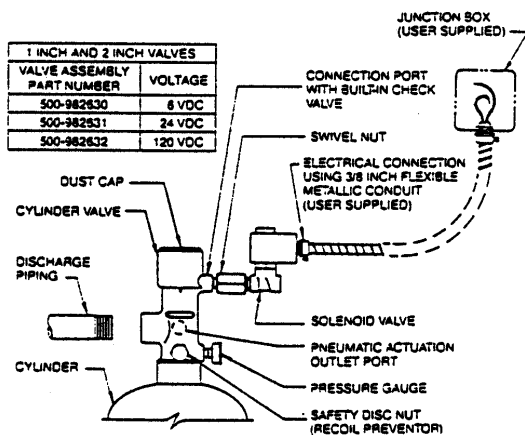 JUNCTION BOX
(USER SUPPLIED)
1 INCH AND 2 INCH VALVES
VALVE ASSEMBLY
PART NUMBER
VOLTAGE
500-982630
6 VDC
500-982631
24 VDC
500-982632
120 VDC
CONNECTION PORT
WITH BUILT-IN CHECK
VALVE
SWIVEL NUT
ELECTRICAL CONNECTION
USING 3/8 INCH FLEXIBLE
METALLIC CONDUIT
(USER SUPPLIED)
DUST CAP
CYLINDER VALVE
DISCHARGE
PIPING
SOLENOID VALVE
PNEUMATIC ACTUATION
OUTLET PORT
CYLINDER
PRESSURE GAUGE
SAFETY DISC NUT
(RECOIL PREVENTOR)